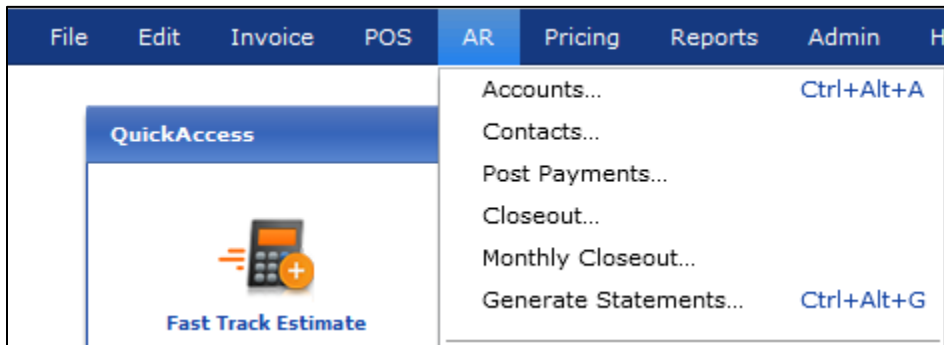 File Edit Invoice POS AR Pricing Reports Admin H
Accounts... Ctrl+Alt+A
Contacts...
Post Payments...
Closeout...
Monthly Closeout...
Generate Statements... Ctrl+Alt+G
QuickAccess
Fast Track Estimate